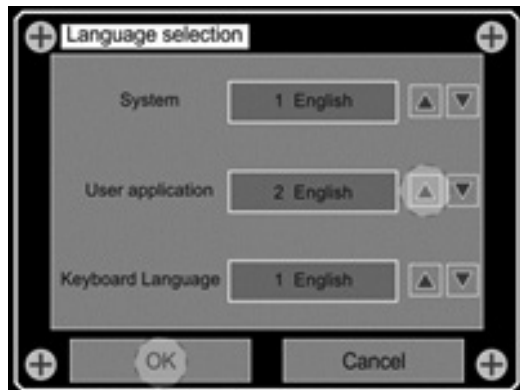 Language selection
System 1 English
User application 2 English
Keyboard Language 1 English
OK Cancel